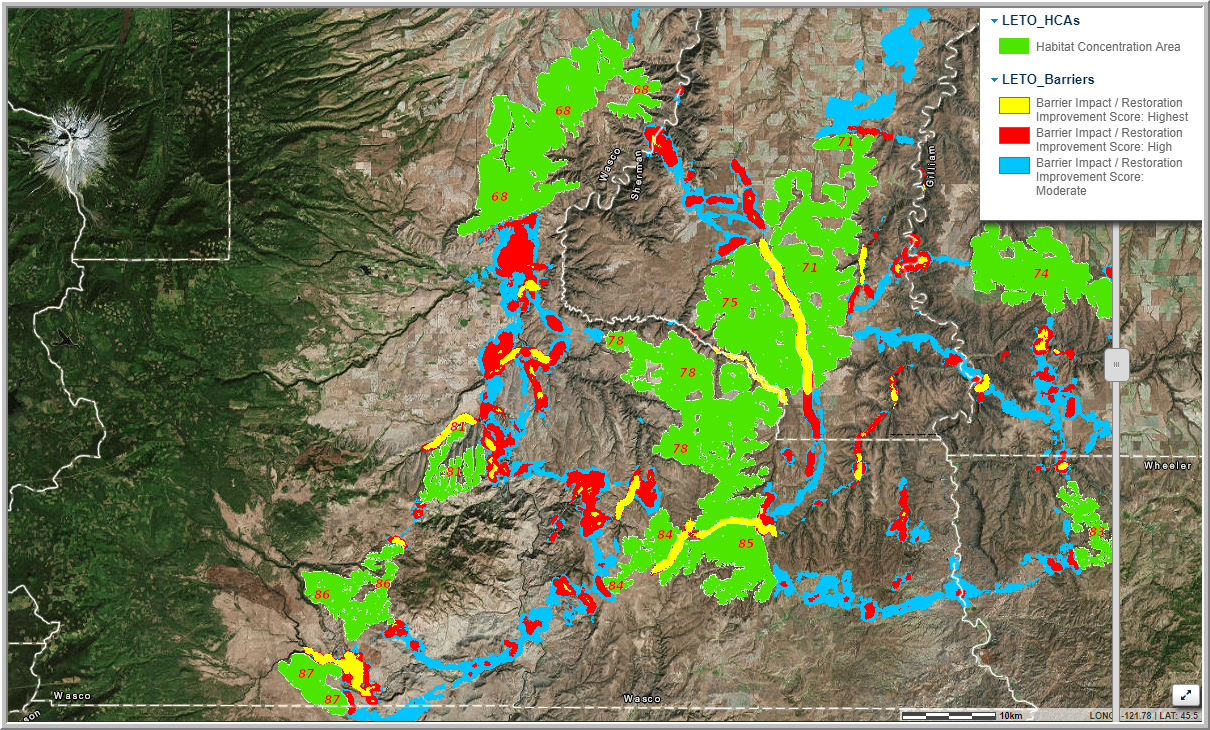 LETO_HCAs
Habitat Concentration Area
LETO_Barriers
Barrier Impact / Restoration
Improvement Score: Highest
Barrier Impact / Restoration
Improvement Score: High
Barrier Impact / Restoration
Improvement Score:
Moderate
68
68
68
Wasco
Sherman
Gilliam
71
71
74
75
78
78
78
81
81
Wheeler
83
84
85
84
86
86
87
87
Wasco
Wasco
son
10km
LONG: -121.78 | LAT: 45.5